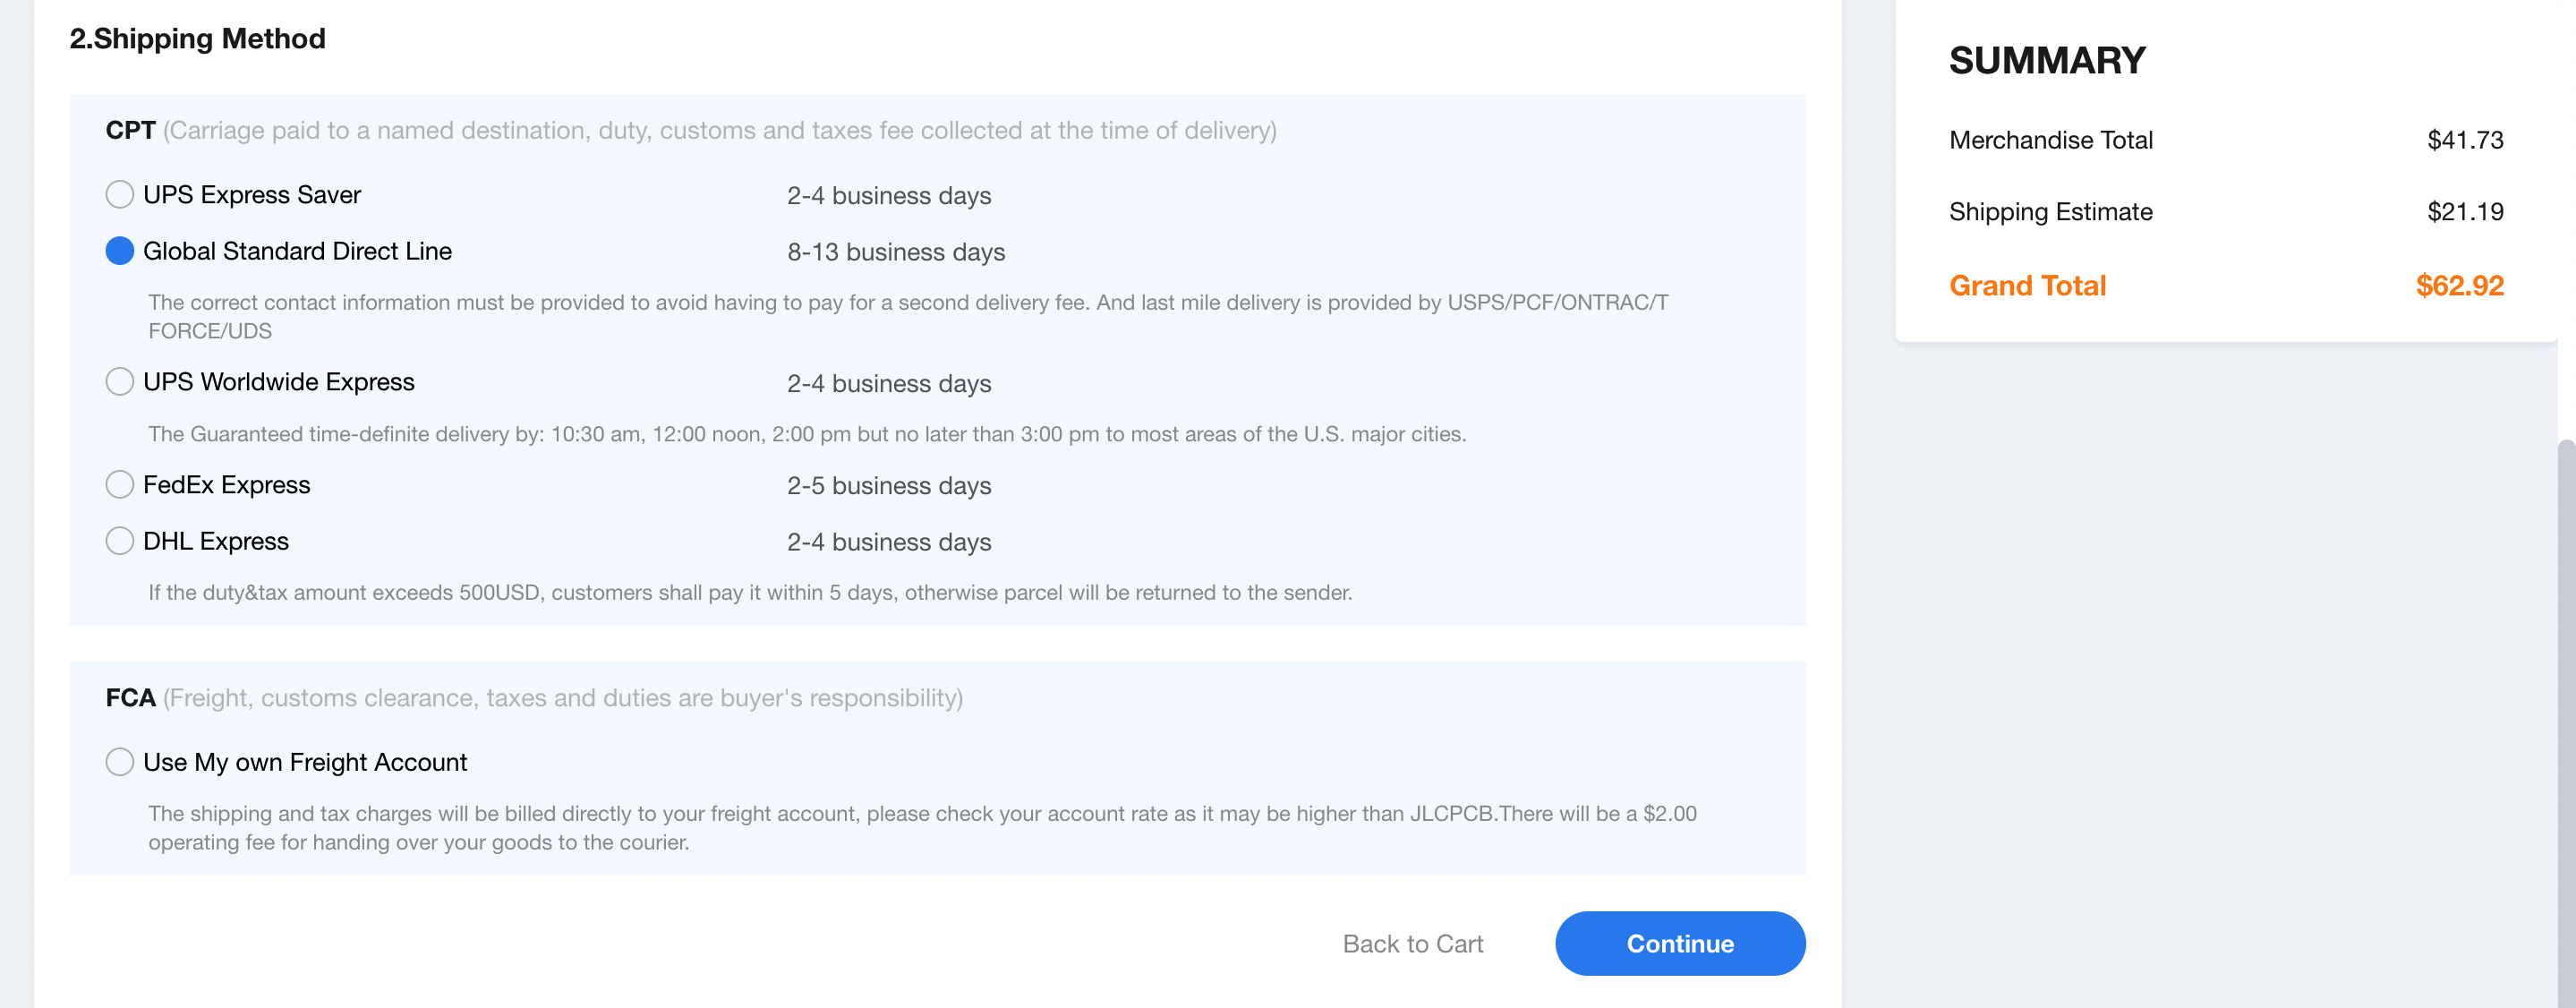 2.Shipping Method
CPT (Carriage paid to a named destination, duty, customs and taxes fee collected at the time of delivery)
UPS Express Saver 2-4 business days
Global Standard Direct Line 8-13 business days
The correct contact information must be provided to avoid having to pay for a second delivery fee. And last mile delivery is provided by USPS/PCF/ONTRAC/T
FORCE/UDS
UPS Worldwide Express 2-4 business days
The Guaranteed time-definite delivery by: 10:30 am, 12:00 noon, 2:00 pm but no later than 3:00 pm to most areas of the U.S. major cities.
FedEx Express 2-5 business days
DHL Express 2-4 business days
If the duty&tax amount exceeds 500USD, customers shall pay it within 5 days, otherwise parcel will be returned to the sender.
FCA (Freight, customs clearance, taxes and duties are buyer's responsibility)
Use My own Freight Account
The shipping and tax charges will be billed directly to your freight account, please check your account rate as it may be higher than JLCPCB.There will be a $2.00
operating fee for handing over your goods to the courier.
Back to Cart Continue
SUMMARY
Merchandise Total $41.73
Shipping Estimate $21.19
Grand Total $62.92